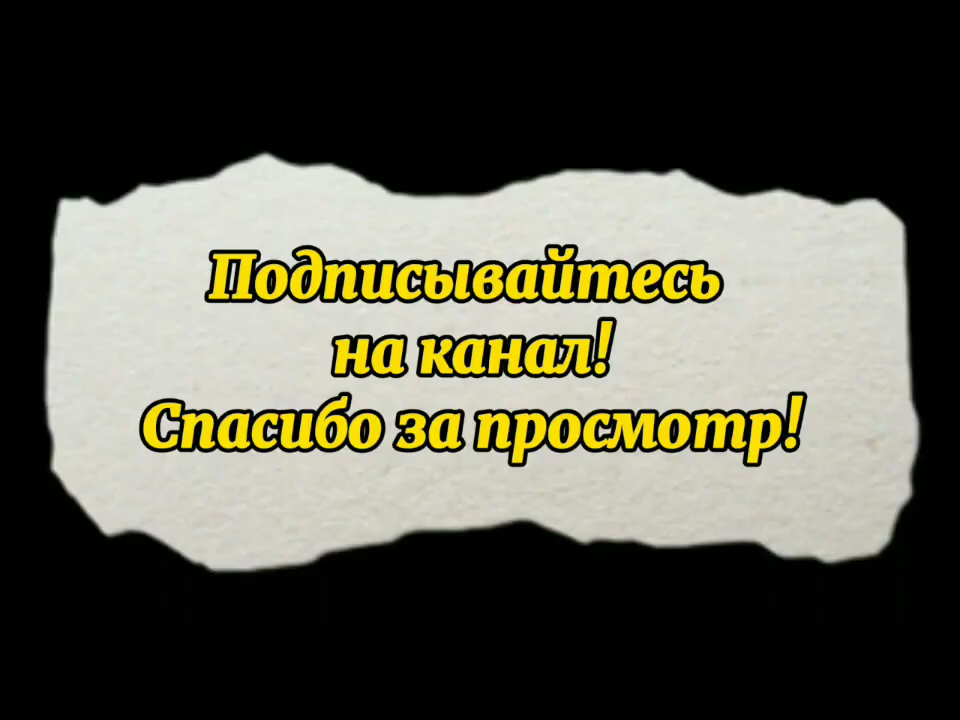 Подписывайтесь
на канал!
Спасибо за просмотр!